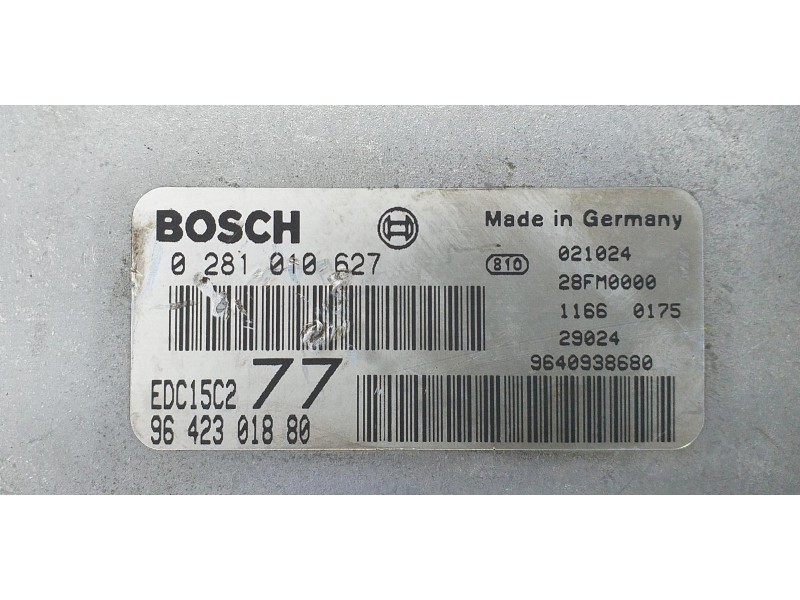 BOSCH
Made in Germany
0 281 010 627
810
021024
28FM0000
1166 0175
29024
9640938680
EDC15C2 77
96 423 018 80